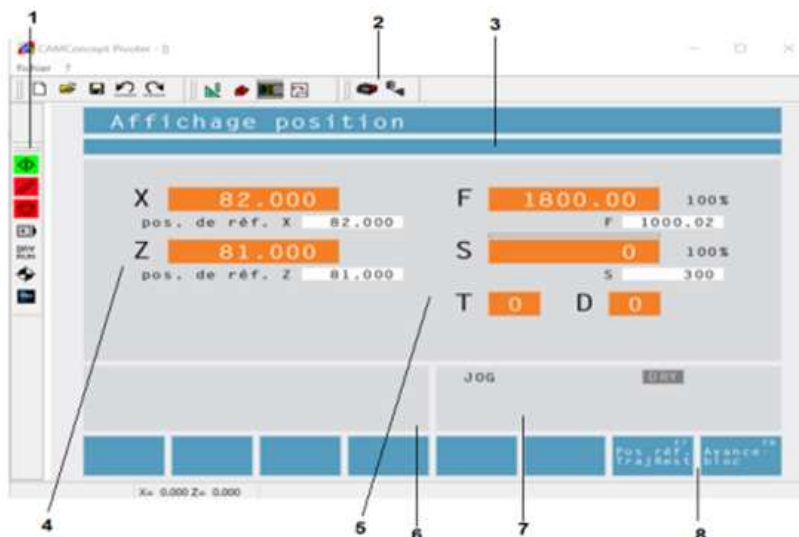 1
2
3
CAMConcept Pivoter - []
Fichier ?
Affichage position
X 82.000
pos. de réf. X 82.000
Z 81.000
pos. de réf. Z 81.000
F 1800.00 100%
F 1000.02
S 0 100%
S 300
T 0 D 0
DRY
RUN
JOG DRY
F7
Pos.réf.
TrajRest
F8
Avance-
bloc
X= 0.000 Z= 0.000
4
5
6
7
8